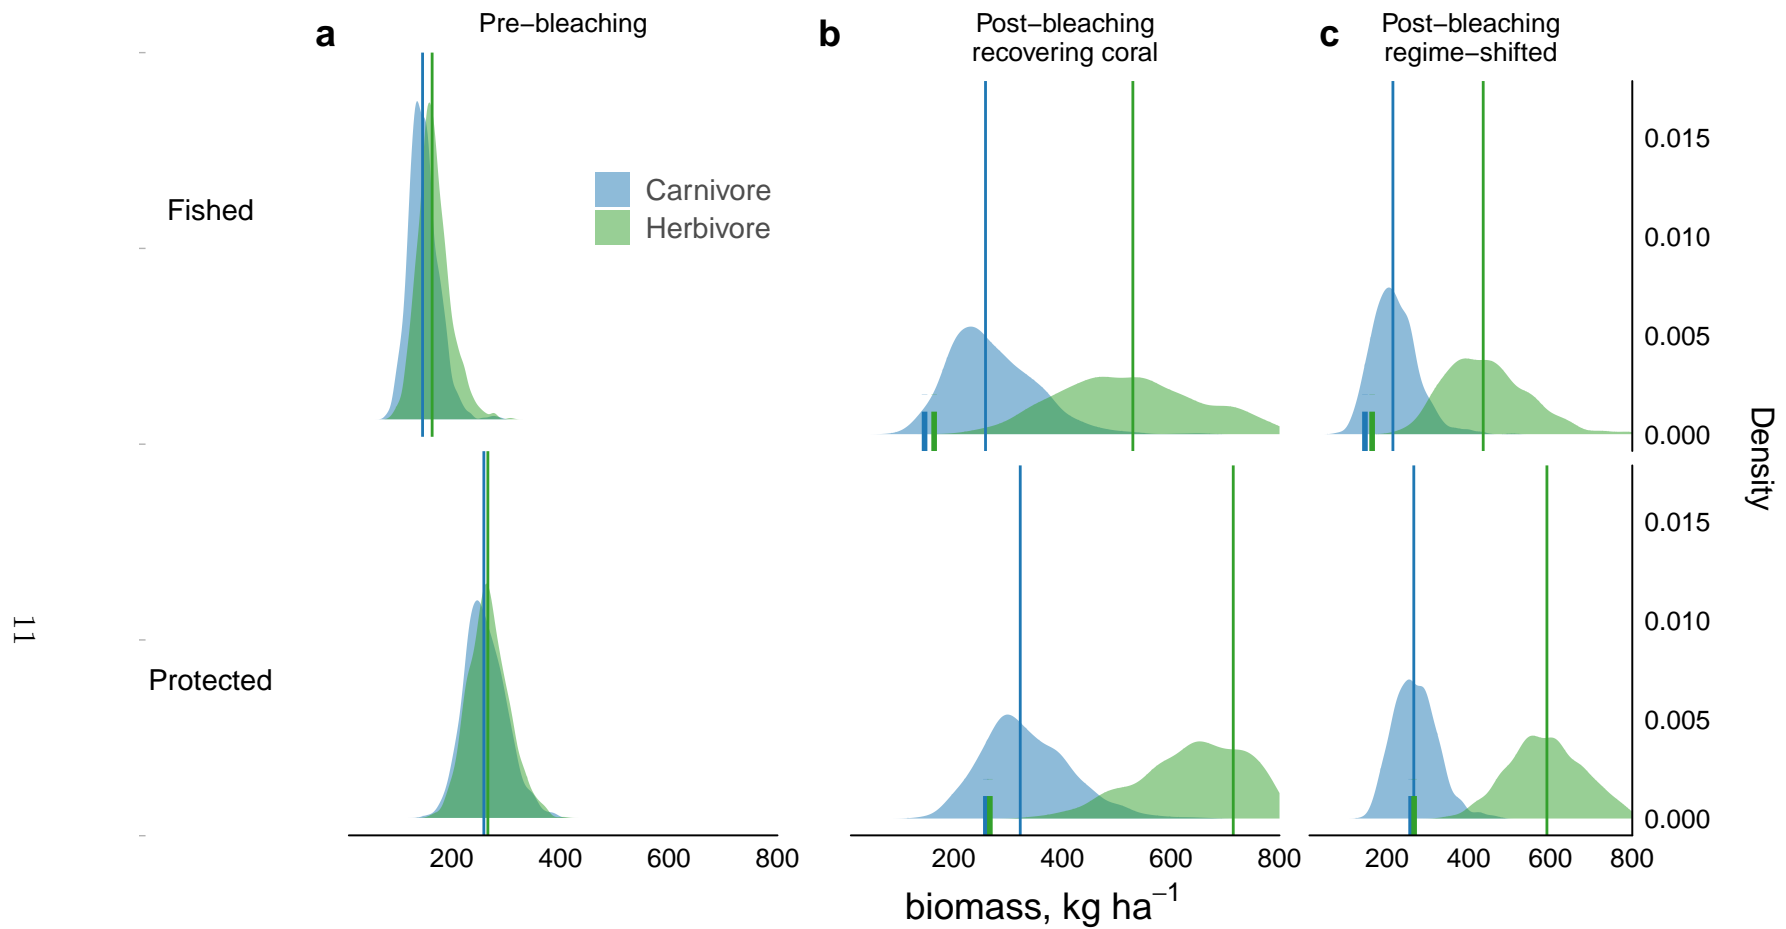 a
Pre−bleaching
b
Post−bleaching
recovering coral
c
Post−bleaching
regime−shifted
Fished
Carnivore
Herbivore
0.015
0.010
0.005
0.000
Density
Protected
0.015
0.010
0.005
0.000
200 400 600 800
200 400 600 800
200 400 600 800
biomass, kg ha⁻¹
11